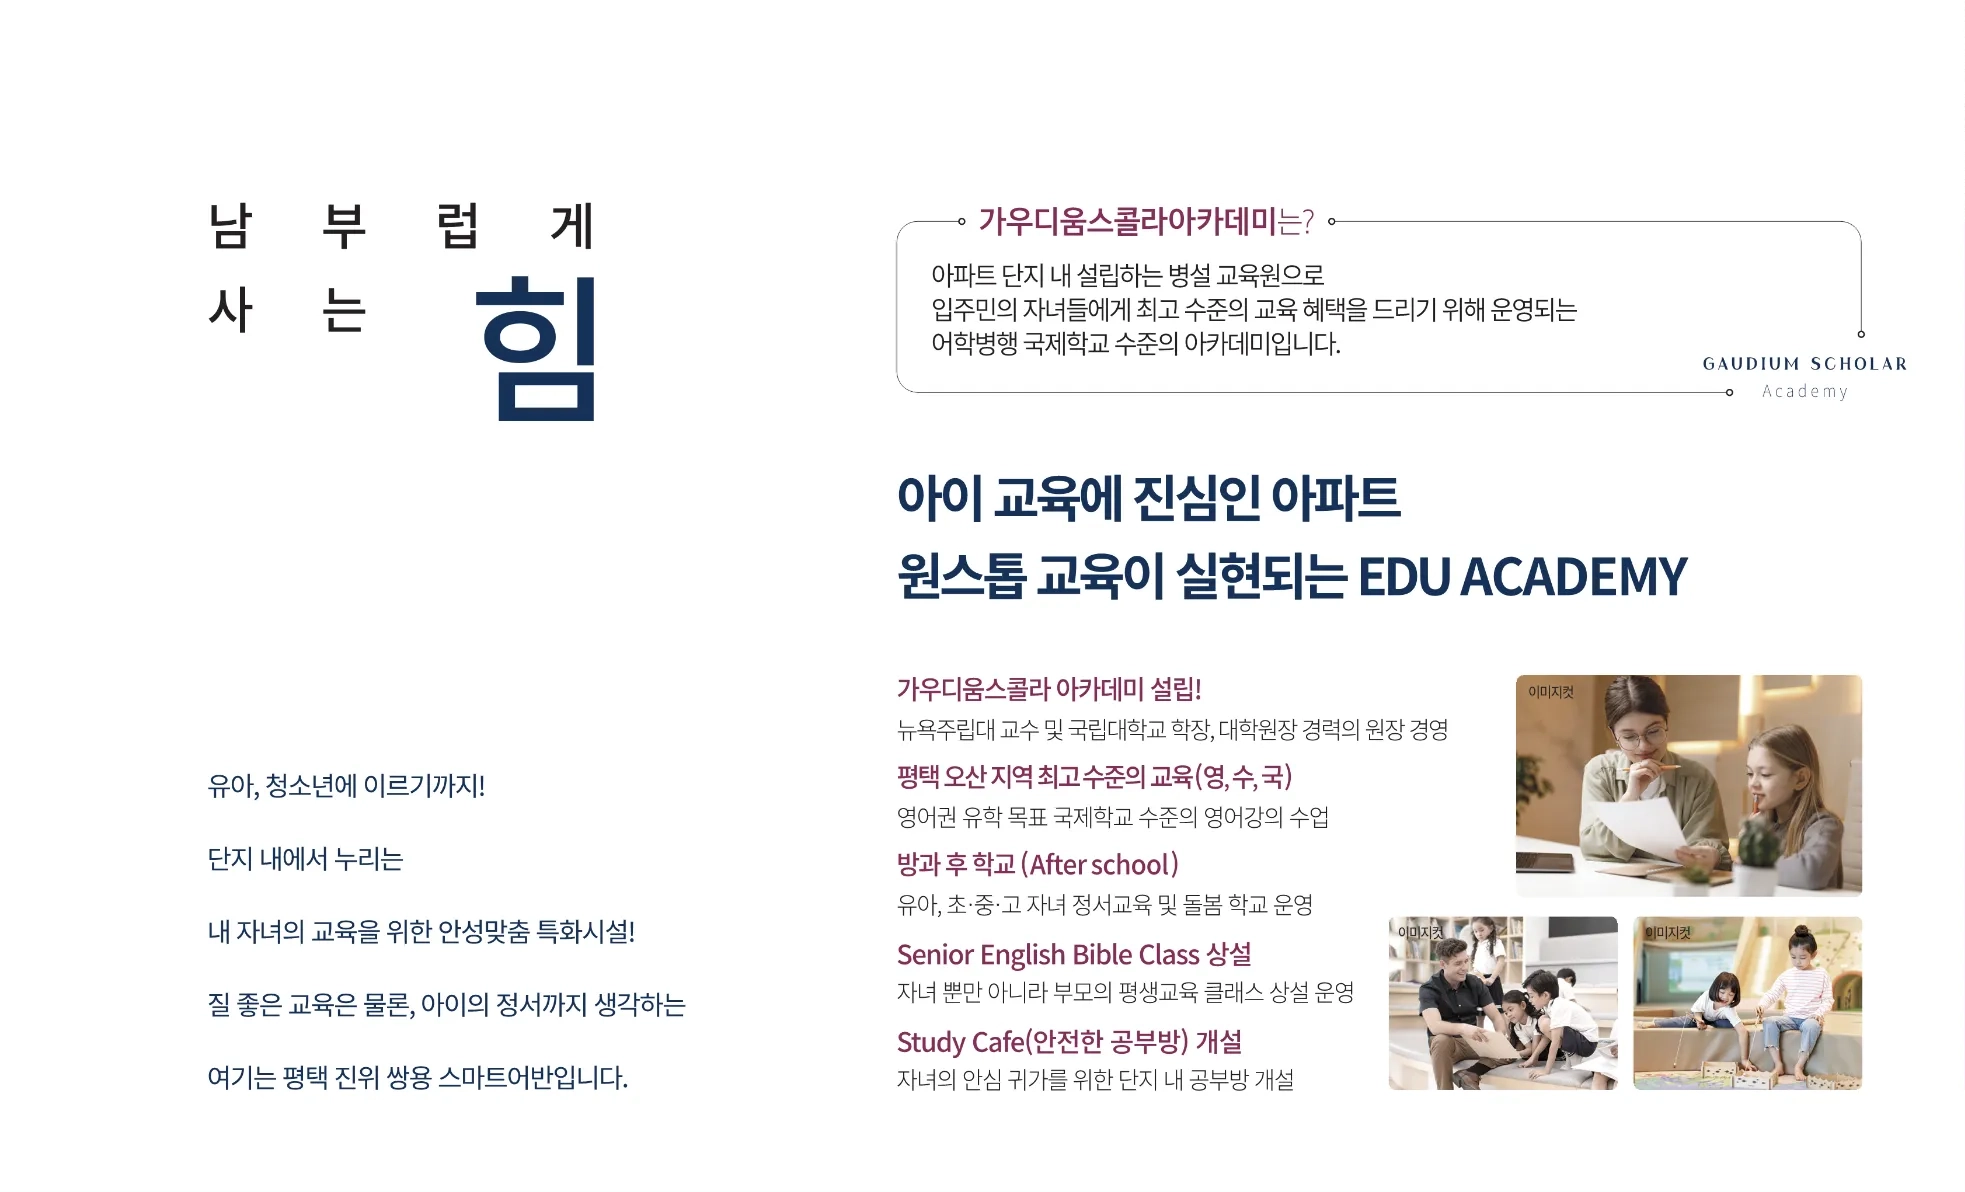 남 부 럽 게
사 는 힘
유아, 청소년에 이르기까지!
단지 내에서 누리는
내 자녀의 교육을 위한 안성맞춤 특화시설!
질 좋은 교육은 물론, 아이의 정서까지 생각하는
여기는 평택 진위 쌍용 스마트어반입니다.
가우디움스콜라아카데미는?
아파트 단지 내 설립하는 병설 교육원으로
입주민의 자녀들에게 최고 수준의 교육 혜택을 드리기 위해 운영되는
어학병행 국제학교 수준의 아카데미입니다.
GAUDIUM SCHOLAR
Academy
아이 교육에 진심인 아파트
원스톱 교육이 실현되는 EDU ACADEMY
가우디움스콜라 아카데미 설립!
뉴욕주립대 교수 및 국립대학교 학장, 대학원장 경력의 원장 경영
평택 오산 지역 최고 수준의 교육(영, 수, 국)
영어권 유학 목표 국제학교 수준의 영어강의 수업
방과 후 학교 (After school)
유아, 초·중·고 자녀 정서교육 및 돌봄 학교 운영
Senior English Bible Class 상설
자녀 뿐만 아니라 부모의 평생교육 클래스 상설 운영
Study Cafe(안전한 공부방) 개설
자녀의 안심 귀가를 위한 단지 내 공부방 개설
이미지컷
이미지컷
이미지컷